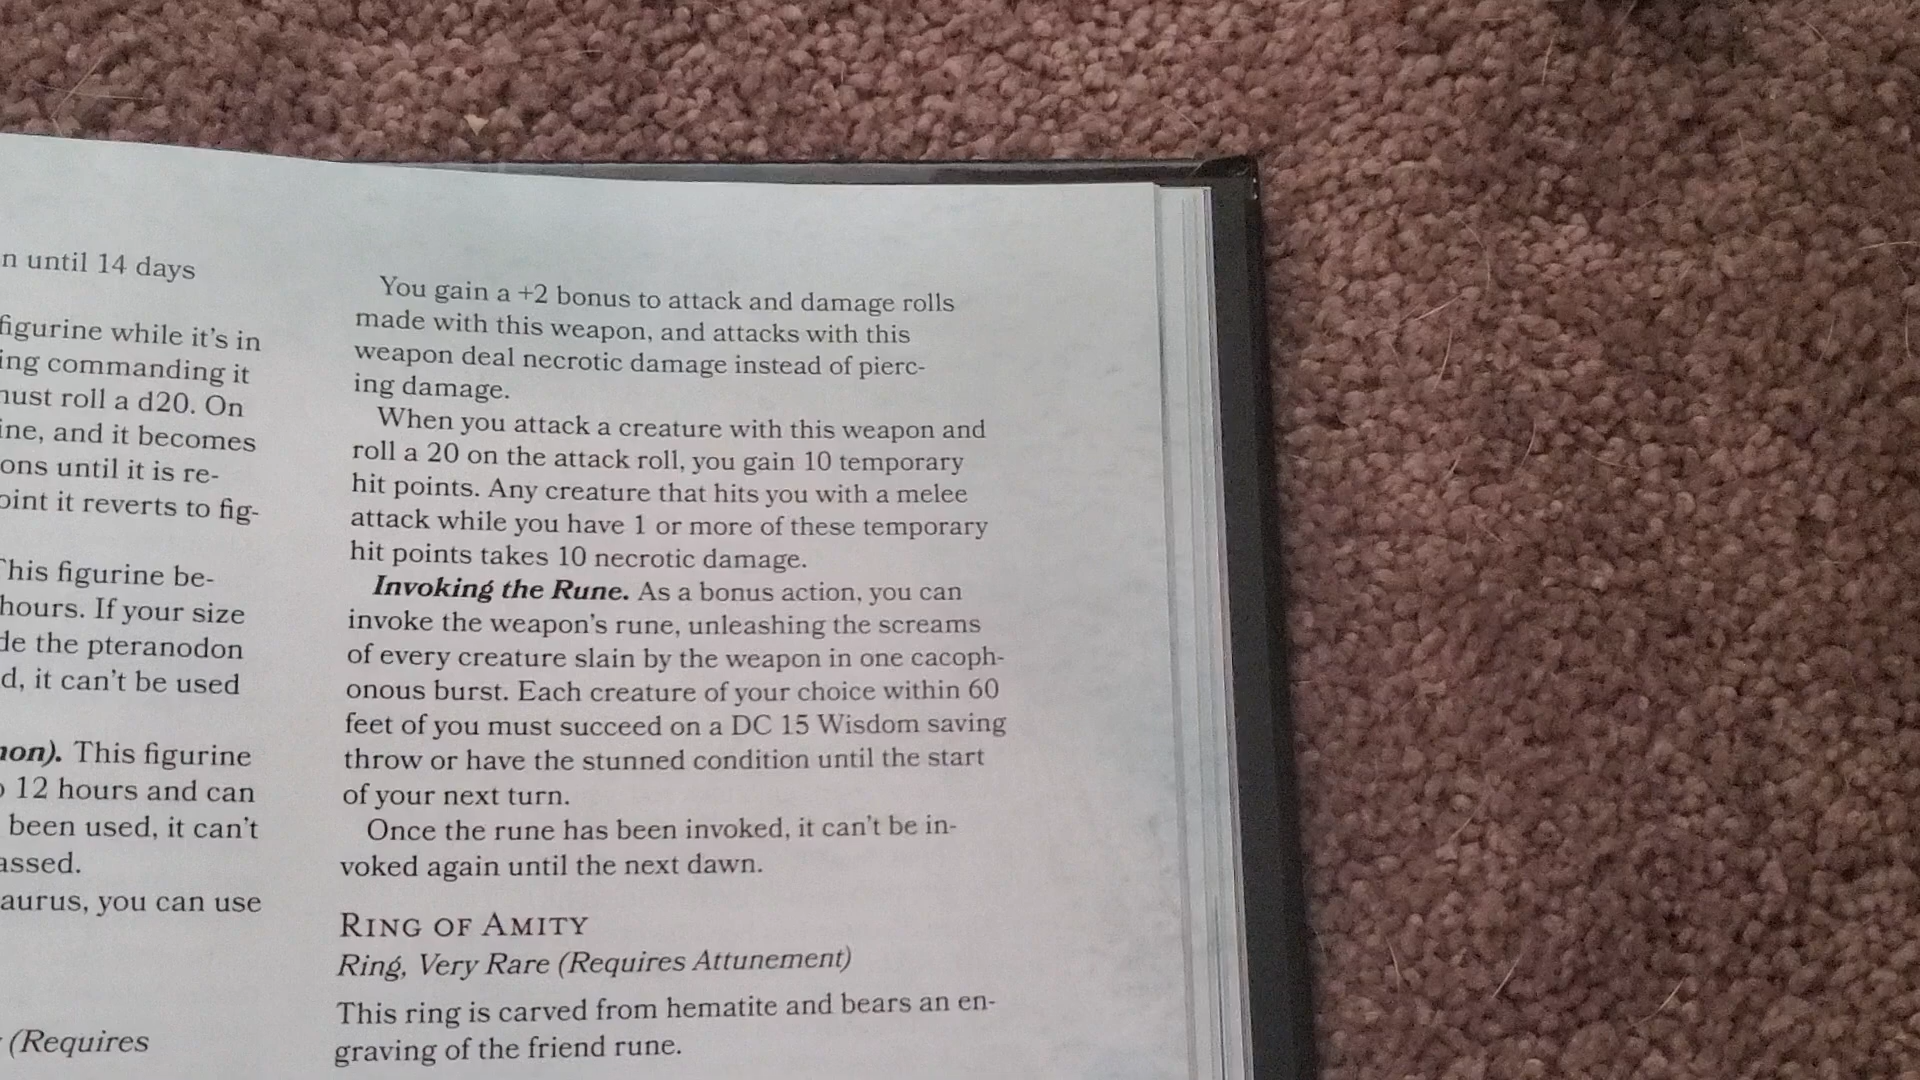 n until 14 days
figurine while it's in
ing commanding it
must roll a d20. On
ine, and it becomes
ons until it is re-
oint it reverts to fig-
This figurine be-
hours. If your size
de the pteranodon
d, it can't be used
non). This figurine
12 hours and can
been used, it can't
assed.
aurus, you can use
(Requires
You gain a +2 bonus to attack and damage rolls
made with this weapon, and attacks with this
weapon deal necrotic damage instead of pierc-
ing damage.
When you attack a creature with this weapon and
roll a 20 on the attack roll, you gain 10 temporary
hit points. Any creature that hits you with a melee
attack while you have 1 or more of these temporary
hit points takes 10 necrotic damage.
Invoking the Rune. As a bonus action, you can
invoke the weapon's rune, unleashing the screams
of every creature slain by the weapon in one cacoph-
onous burst. Each creature of your choice within 60
feet of you must succeed on a DC 15 Wisdom saving
throw or have the stunned condition until the start
of your next turn.
Once the rune has been invoked, it can't be in-
voked again until the next dawn.
RING OF AMITY
Ring, Very Rare (Requires Attunement)
This ring is carved from hematite and bears an en-
graving of the friend rune.